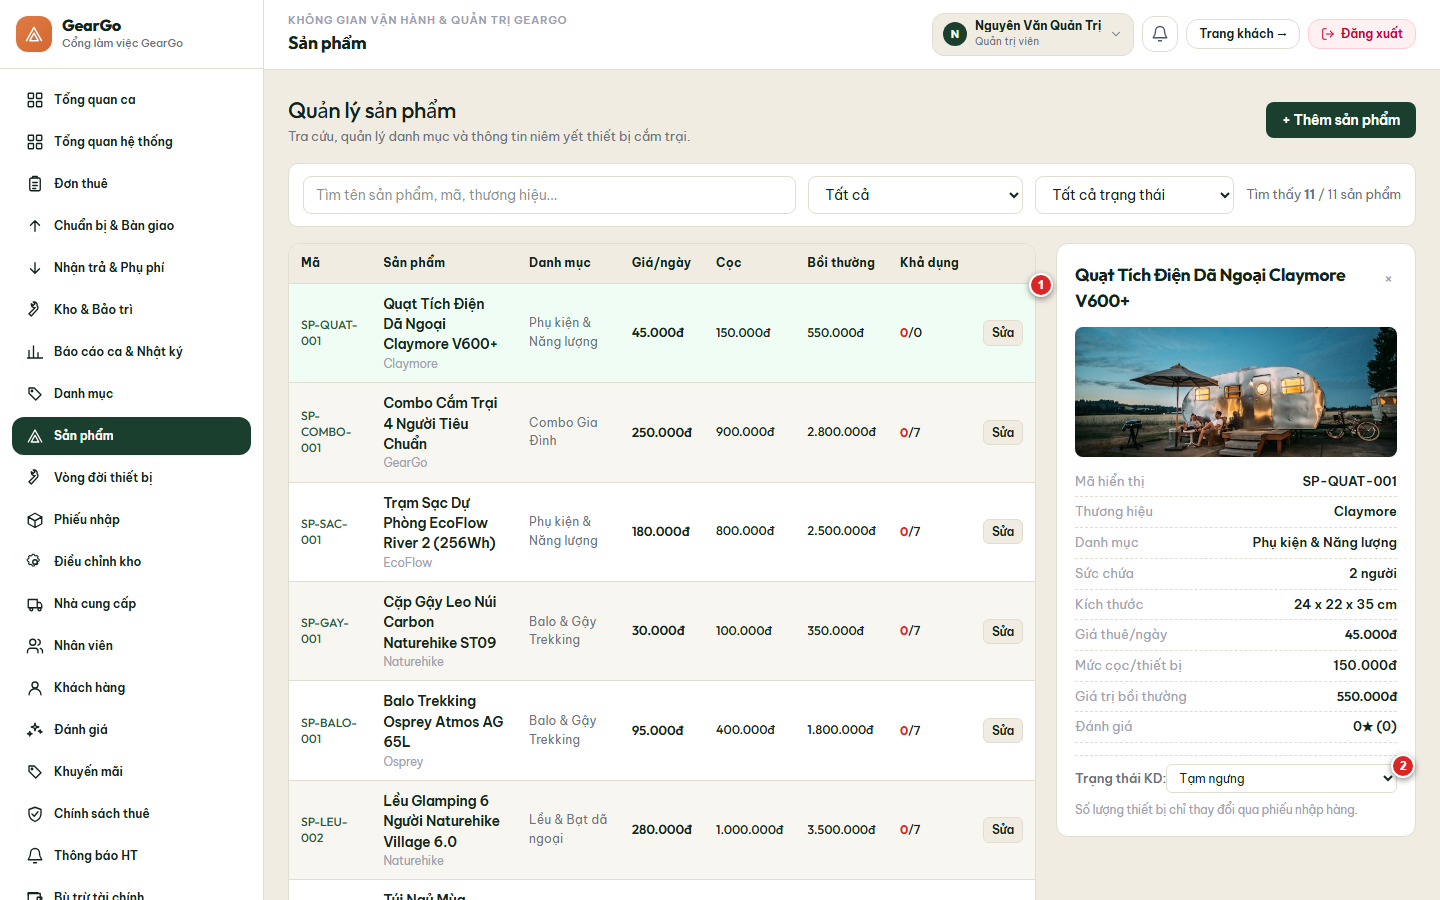 GearGo
Cổng làm việc GearGo
KHÔNG GIAN VẬN HÀNH & QUẢN TRỊ GEARGO
Sản phẩm
N
Nguyễn Văn Quản Trị
Quản trị viên
Trang khách →
Đăng xuất
Tổng quan ca
Tổng quan hệ thống
Đơn thuê
Chuẩn bị & Bàn giao
Nhận trả & Phụ phí
Kho & Bảo trì
Báo cáo ca & Nhật ký
Danh mục
Sản phẩm
Vòng đời thiết bị
Phiếu nhập
Điều chỉnh kho
Nhà cung cấp
Nhân viên
Khách hàng
Đánh giá
Khuyến mãi
Chính sách thuê
Thông báo HT
Bù trừ tài chính
Quản lý sản phẩm
Tra cứu, quản lý danh mục và thông tin niêm yết thiết bị cắm trại.
+ Thêm sản phẩm
Tìm tên sản phẩm, mã, thương hiệu...
Tất cả
Tất cả trạng thái
Tìm thấy 11 / 11 sản phẩm
Mã Sản phẩm Danh mục Giá/ngày Cọc Bồi thường Khả dụng
SP-QUAT-001
Quạt Tích Điện Dã Ngoại Claymore V600+
Claymore
Phụ kiện & Năng lượng
45.000đ 150.000đ 550.000đ 0/0 Sửa
SP-COMBO-001
Combo Cắm Trại 4 Người Tiêu Chuẩn
GearGo
Combo Gia Đình
250.000đ 900.000đ 2.800.000đ 0/7 Sửa
SP-SAC-001
Trạm Sạc Dự Phòng EcoFlow River 2 (256Wh)
EcoFlow
Phụ kiện & Năng lượng
180.000đ 800.000đ 2.500.000đ 0/7 Sửa
SP-GAY-001
Cặp Gậy Leo Núi Carbon Naturehike ST09
Naturehike
Balo & Gậy Trekking
30.000đ 100.000đ 350.000đ 0/7 Sửa
SP-BALO-001
Balo Trekking Osprey Atmos AG 65L
Osprey
Balo & Gậy Trekking
95.000đ 400.000đ 1.800.000đ 0/7 Sửa
SP-LEU-002
Lều Glamping 6 Người Naturehike Village 6.0
Naturehike
Lều & Bạt dã ngoại
280.000đ 1.000.000đ 3.500.000đ 0/7 Sửa
Túi Ngủ Mùa
1
Quạt Tích Điện Dã Ngoại Claymore V600+
×
Mã hiển thị SP-QUAT-001
Thương hiệu Claymore
Danh mục Phụ kiện & Năng lượng
Sức chứa 2 người
Kích thước 24 x 22 x 35 cm
Giá thuê/ngày 45.000đ
Mức cọc/thiết bị 150.000đ
Giá trị bồi thường 550.000đ
Đánh giá 0★ (0)
2
Trạng thái KD: Tạm ngưng
Số lượng thiết bị chỉ thay đổi qua phiếu nhập hàng.